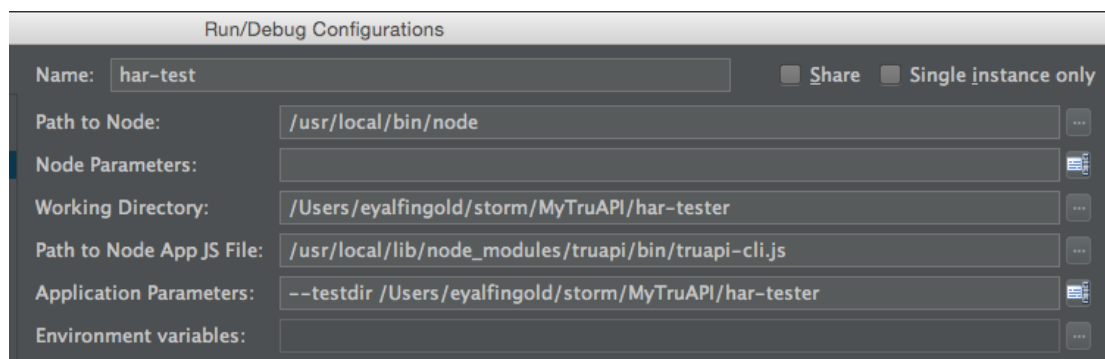 Run/Debug Configurations
Name: har-test Share Single instance only
Path to Node: /usr/local/bin/node
Node Parameters:
Working Directory: /Users/eyalfingold/storm/MyTruAPI/har-tester
Path to Node App JS File: /usr/local/lib/node_modules/truapi/bin/truapi-cli.js
Application Parameters: --testdir /Users/eyalfingold/storm/MyTruAPI/har-tester
Environment variables: